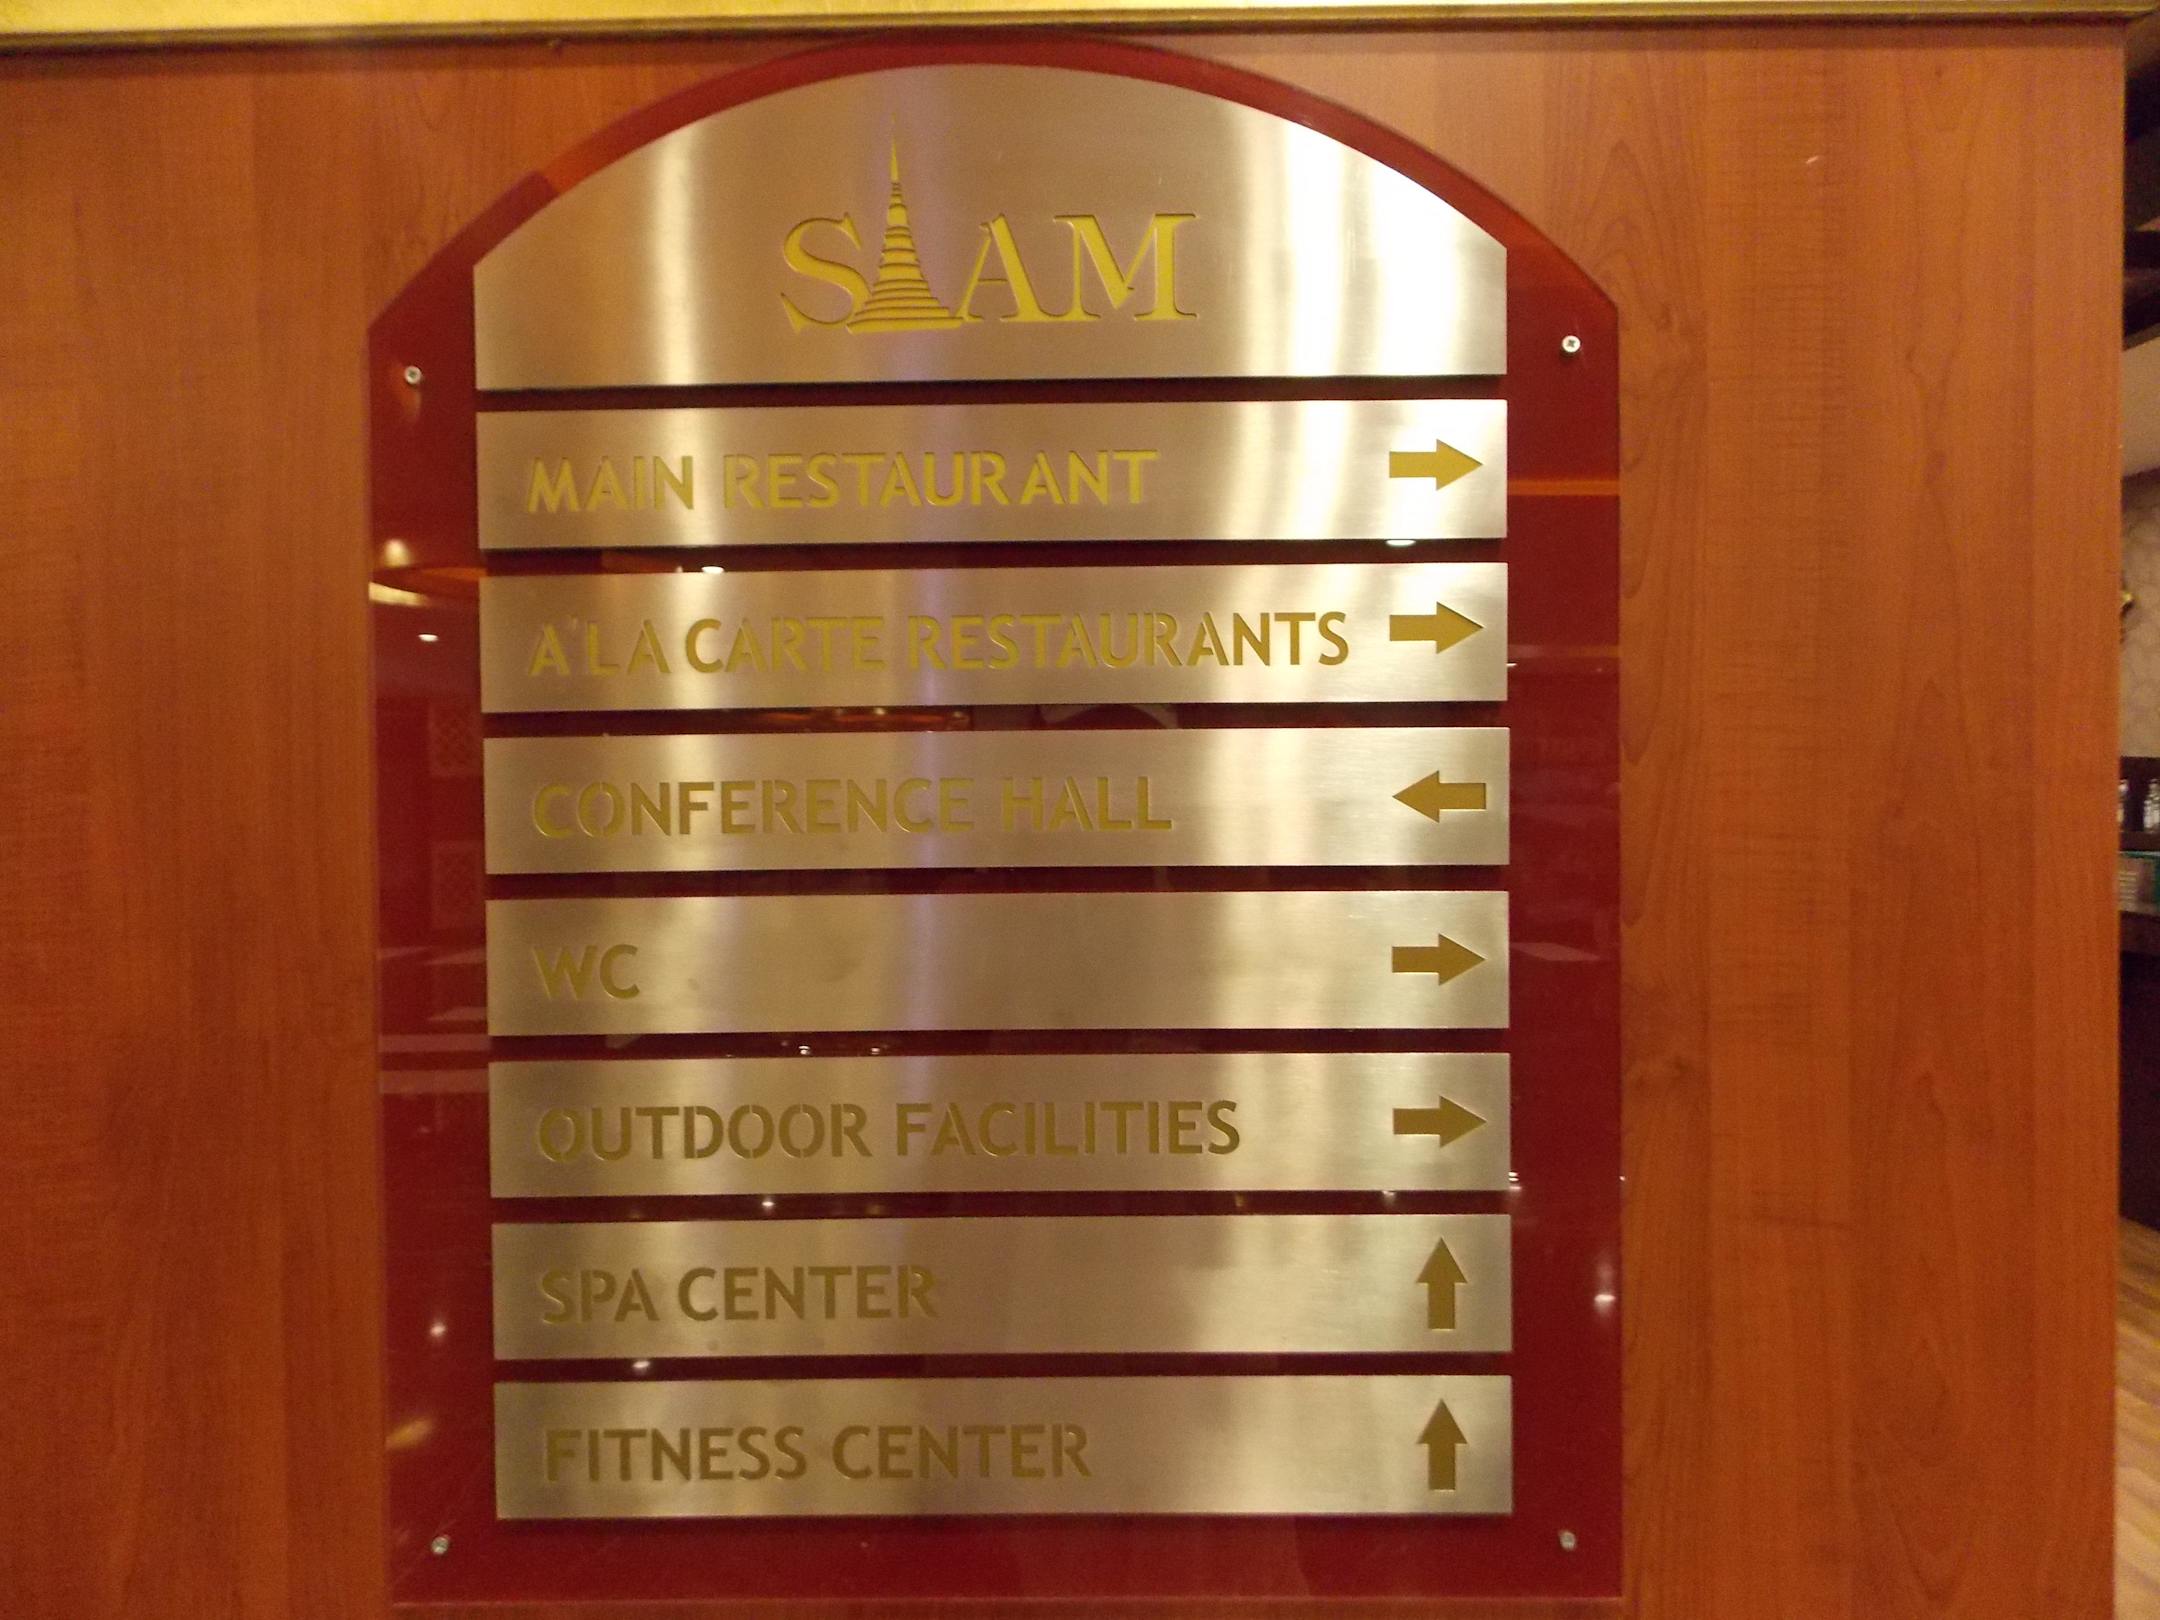 SIAM
MAIN RESTAURANT
A'LA CARTE RESTAURANTS
CONFERENCE HALL
WC
OUTDOOR FACILITIES
SPA CENTER
FITNESS CENTER